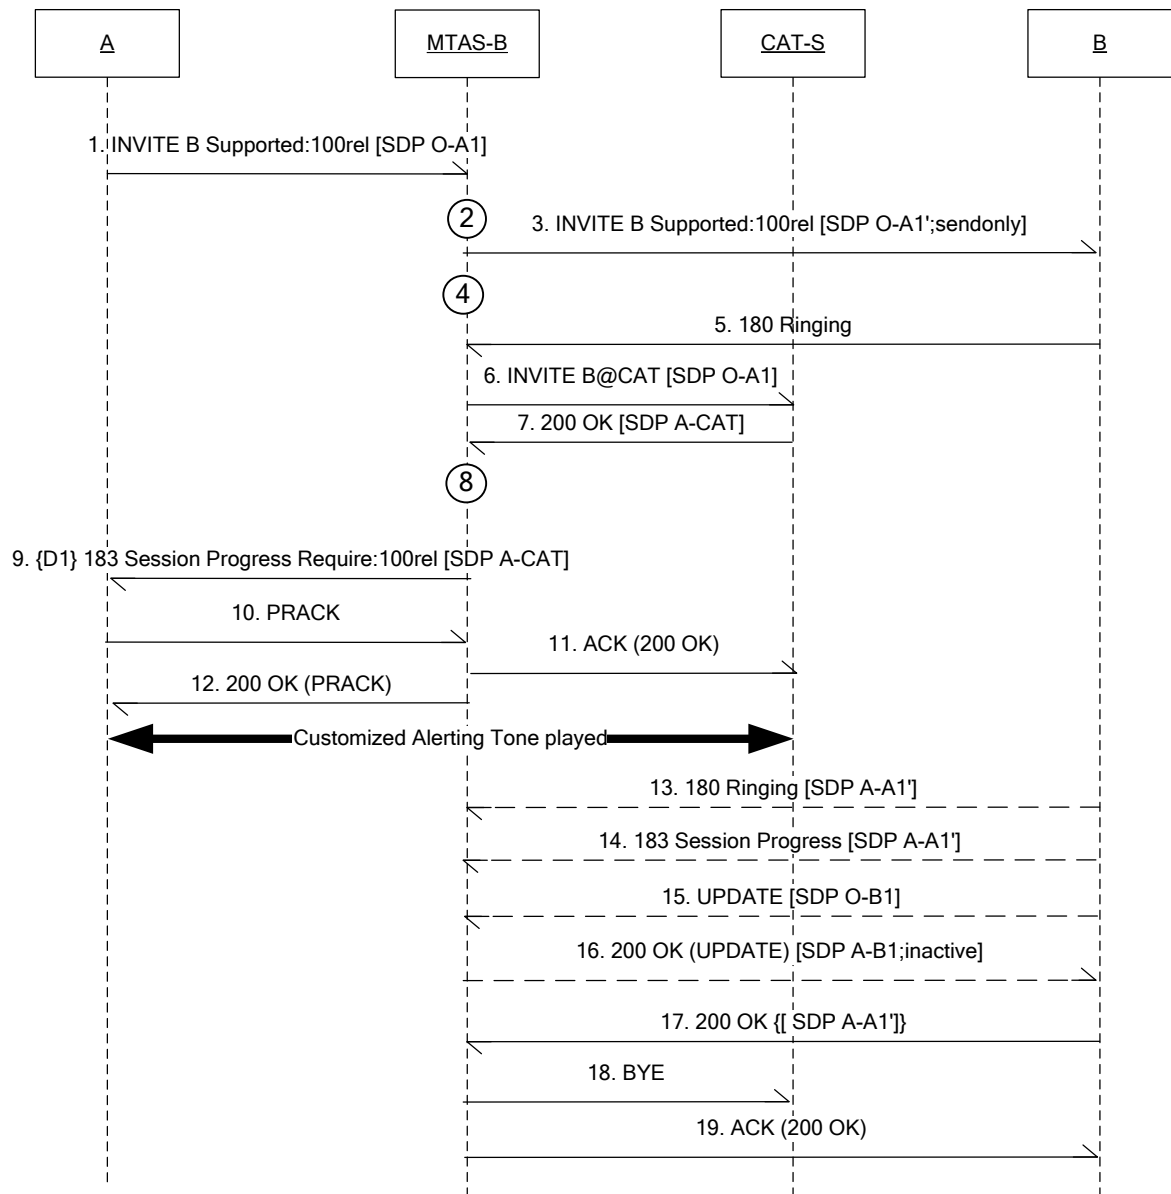 A
MTAS-B
CAT-S
B
1. INVITE B Supported:100rel [SDP O-A1]
2
3. INVITE B Supported:100rel [SDP O-A1';sendonly]
4
5. 180 Ringing
6. INVITE B@CAT [SDP O-A1]
7. 200 OK [SDP A-CAT]
8
9. {D1} 183 Session Progress Require:100rel [SDP A-CAT]
10. PRACK
11. ACK (200 OK)
12. 200 OK (PRACK)
Customized Alerting Tone played
13. 180 Ringing [SDP A-A1']
14. 183 Session Progress [SDP A-A1']
15. UPDATE [SDP O-B1]
16. 200 OK (UPDATE) [SDP A-B1;inactive]
17. 200 OK {[ SDP A-A1']}
18. BYE
19. ACK (200 OK)